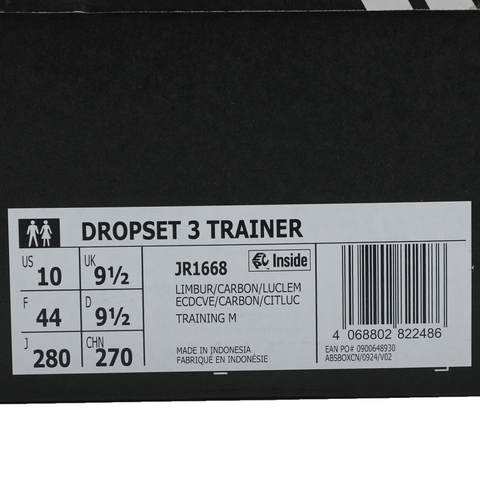 DROPSET 3 TRAINER
US 10 UK 9½
F 44 D 9½
J 280 CHN 270
JR1668 Inside
LIMBUR/CARBON/LUCLEM
ECDCVE/CARBON/CITLUC
TRAINING M
MADE IN INDONESIA
FABRIQUE EN INDONÉSIE
4 068802 822486
EAN PO# 0900648930
ABSBOXCN/0924/V02